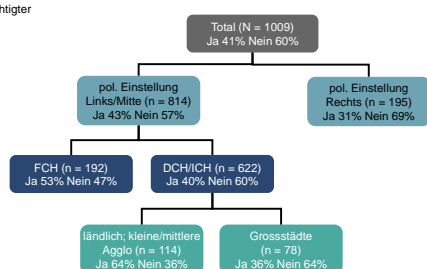 htigter
Total (N = 1009)
Ja 41% Nein 60%
pol. Einstellung
Links/Mitte (n = 814)
Ja 43% Nein 57%
pol. Einstellung
Rechts (n = 195)
Ja 31% Nein 69%
FCH (n = 192)
Ja 53% Nein 47%
DCH/ICH (n = 622)
Ja 40% Nein 60%
ländlich; kleine/mittlere
Agglo (n = 114)
Ja 64% Nein 36%
Grossstädte
(n = 78)
Ja 36% Nein 64%